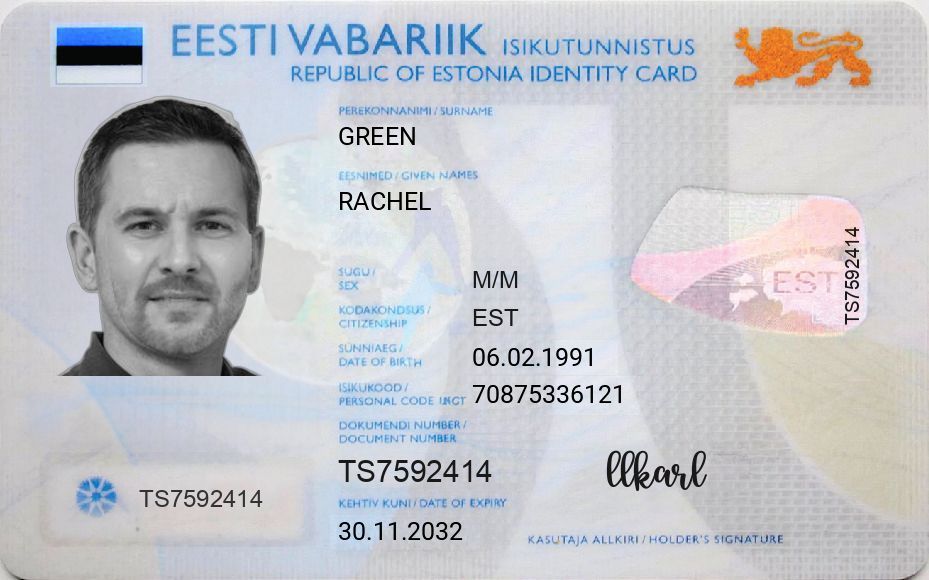 EESTI VABARIIK ISIKUTUNNISTUS
REPUBLIC OF ESTONIA IDENTITY CARD
PEREKONNANIMI / SURNAME
GREEN
EESNIMED / GIVEN NAMES
RACHEL
SUGU /
SEX
M/M
KODAKONDSUS /
CITIZENSHIP
EST
SÜNNIAEG /
DATE OF BIRTH
06.02.1991
ISIKUKOOD /
PERSONAL CODE
70875336121
DOKUMENDI NUMBER /
DOCUMENT NUMBER
TS7592414
KEHTIV KUNI / DATE OF EXPIRY
30.11.2032
TS7592414
EST
TS7592414
llkarl
KASUTAJA ALLKIRI / HOLDER'S SIGNATURE